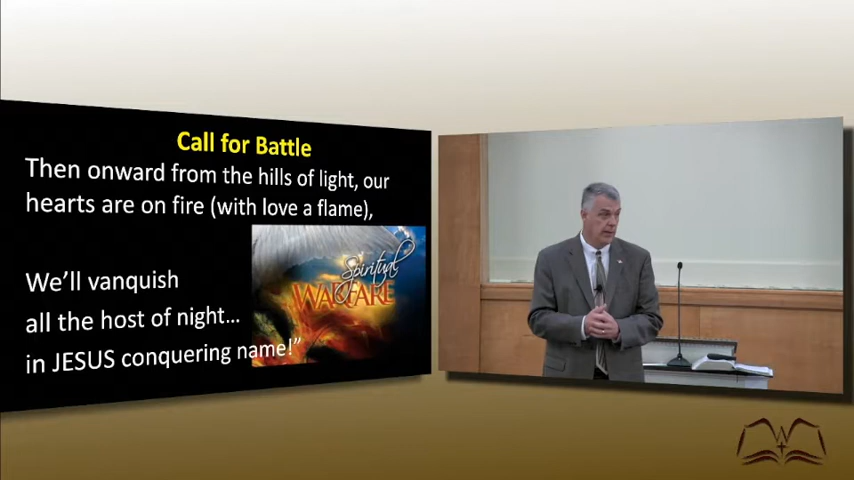 Call for Battle
Then onward from the hills of light, our
hearts are on fire (with love a flame),
We'll vanquish
all the host of night...
in JESUS conquering name!”
Spiritual
WARFARE